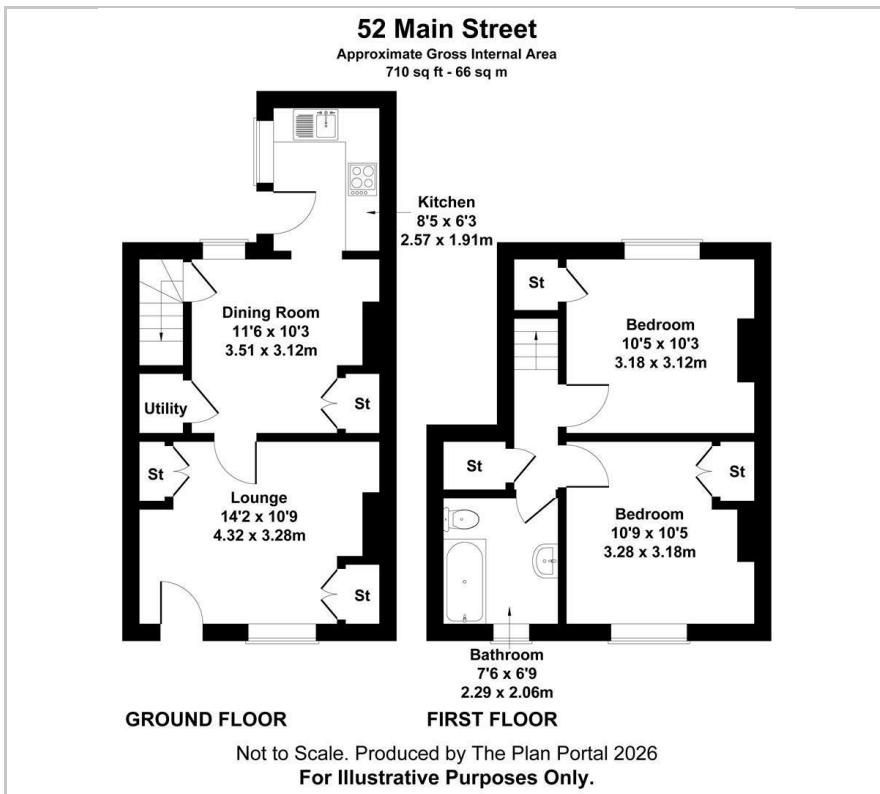 52 Main Street
Approximate Gross Internal Area
710 sq ft - 66 sq m
Kitchen
8'5 x 6'3
2.57 x 1.91m
Dining Room
11'6 x 10'3
3.51 x 3.12m
Utility
St
St
Lounge
14'2 x 10'9
4.32 x 3.28m
St
St
Bedroom
10'5 x 10'3
3.18 x 3.12m
St
St
Bedroom
10'9 x 10'5
3.28 x 3.18m
Bathroom
7'6 x 6'9
2.29 x 2.06m
GROUND FLOOR
FIRST FLOOR
Not to Scale. Produced by The Plan Portal 2026
For Illustrative Purposes Only.